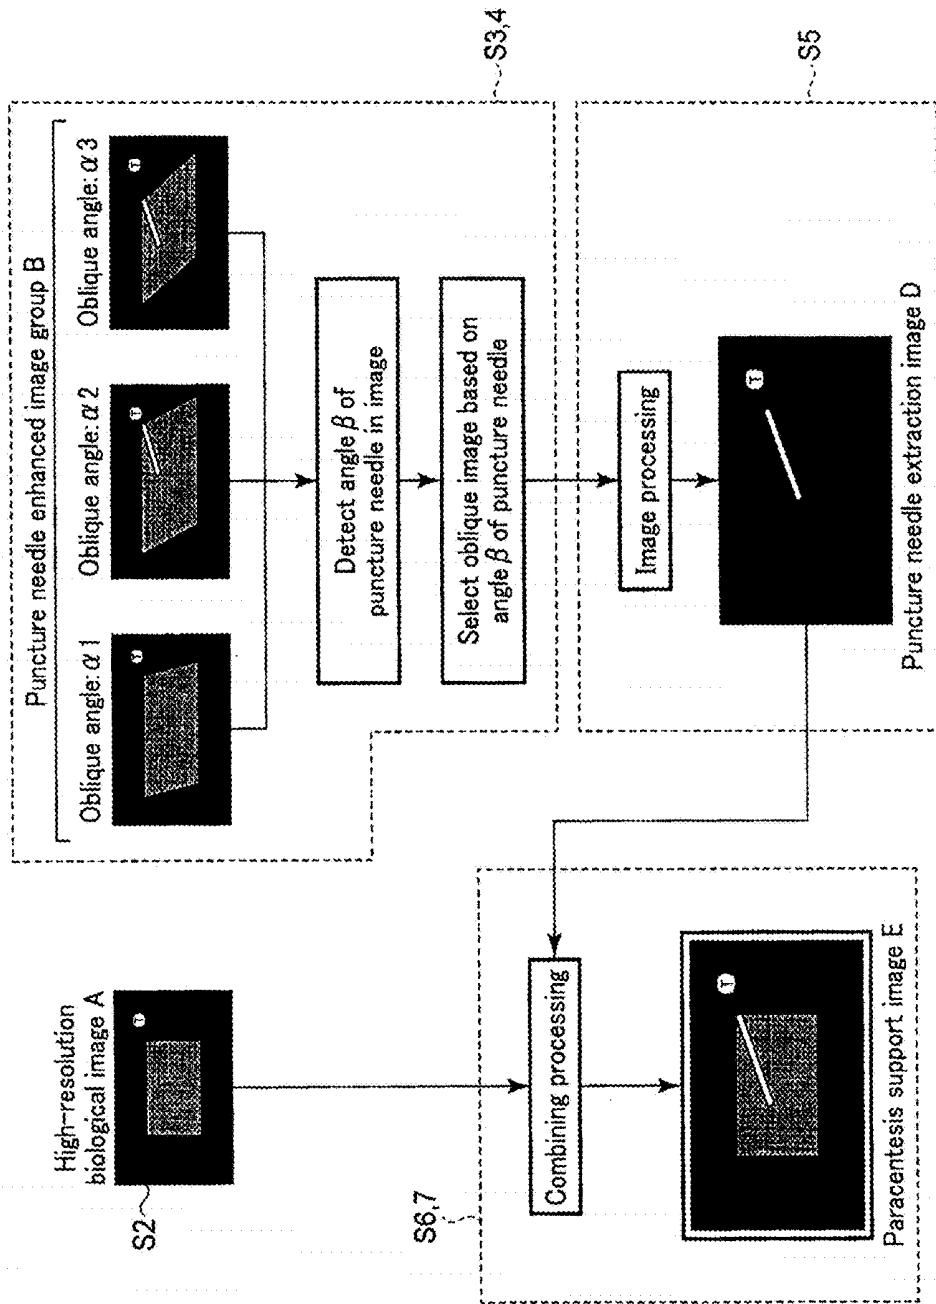 High-resolution
biological image A
S2
Puncture needle enhanced image group B
Oblique angle: α1
Oblique angle: α2
Oblique angle: α3
T
T
T
T
Detect angle β of
puncture needle in image
Select oblique image based on
angle β of puncture needle
S3,4
Image processing
T
Puncture needle extraction image D
S5
S6,7
Combining processing
T
Paracentesis support image E